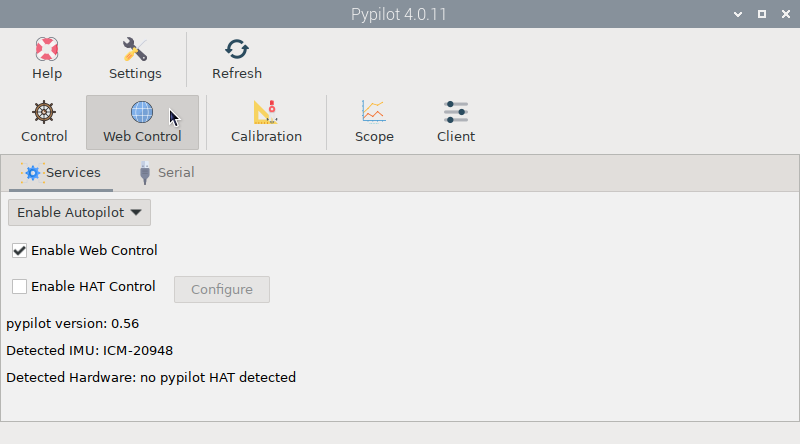 Pypilot 4.0.11
Help Settings Refresh
Control Web Control Calibration Scope Client
Services Serial
Enable Autopilot
Enable Web Control
Enable HAT Control Configure
pypilot version: 0.56
Detected IMU: ICM-20948
Detected Hardware: no pypilot HAT detected